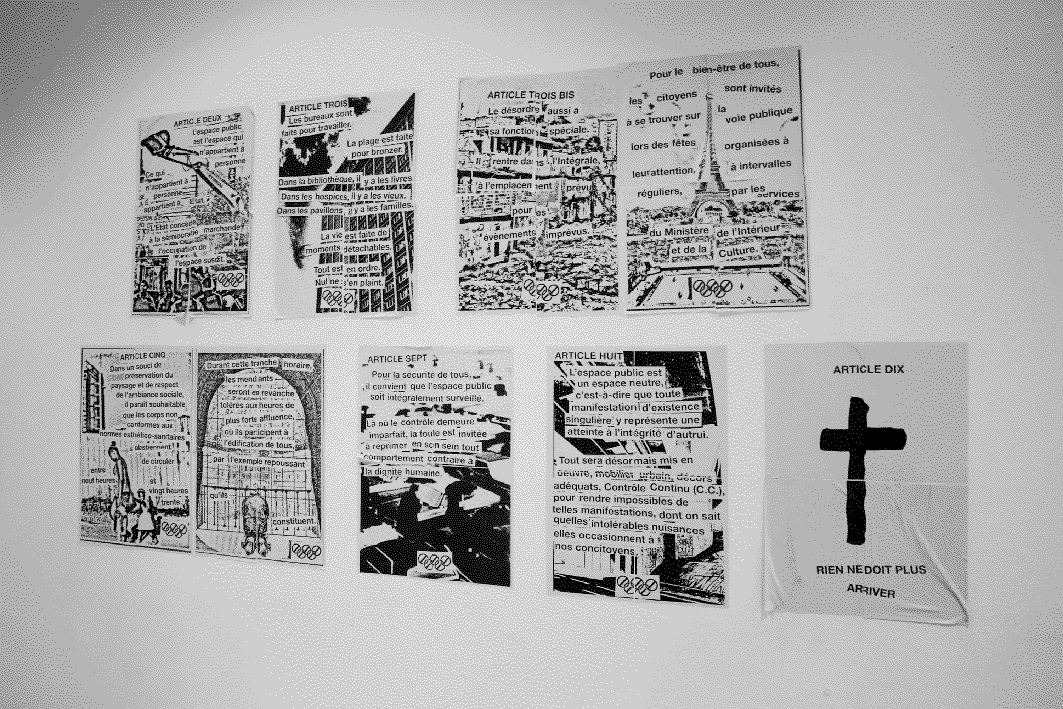 ARTICLE DEUX
L'espace public
est l'espace qui
n'appartient à
personne
Ce qui
n'appartient à
personne
appartient à l'État.
L'État
à la démocratie marchande
l'occupation de
l'espace susdit.
ARTICLE TROIS
Les bureaux sont
faits pour travailler.
La plage est faite
pour bronzer.
Dans la bibliothèque, il y a les livres
Dans les hospices, il y a les vieux.
Dans les pavillons il y a les familles.
La vie est faite de
moments détachables.
Tout est en ordre.
Nul ne s'en plaint.
ARTICLE TROIS BIS
Le désordre aussi a
sa fonction spéciale.
Il rentre dans l'Intégrale,
à l'emplacement prévu
pour les
événements imprévus.
Pour le bien-être de tous,
les citoyens sont invités
à se trouver sur la voie publique
lors des fêtes organisées à
leur attention, à intervalles
réguliers, par les services
du Ministère de l'Intérieur
et de la Culture.
ARTICLE CINQ
Dans un souci de
préservation du
paysage et de respect
de l'ambiance sociale,
il paraît souhaitable
que les corps non
conformes aux
normes esthético-sanitaires
obstiennent
de circuler
entre et
neuf heures vingt heures
trente.
Durant cette tranche horaire,
les mendiants
seront en revanche
tolérés aux heures de
plus forte affluence,
où ils participent à
l'édification de tous,
par l'exemple repoussant
qu'ils
constituent.
ARTICLE SEPT
Pour la sécurité de tous,
il convient que l'espace public
soit intégralement surveillé.
Là où le contrôle demeure
imparfait, la foule est invitée
à réprimer en son sein tout
comportement contraire à
la dignité humaine.
ARTICLE HUIT
L'espace public est
un espace neutre,
c'est-à-dire que toute
manifestation d'existence
singulière y représente une
atteinte à l'intégrité d'autrui.
Tout sera désormais mis en
oeuvre, mobilier urbain, décors
adéquats, Contrôle Continu (C.C.),
pour rendre impossibles de
telles manifestations, dont on sait
quelles intolérables nuisances
elles occasionnent à
nos concitoyens.
ARTICLE DIX
RIEN NE DOIT PLUS
ARRIVER